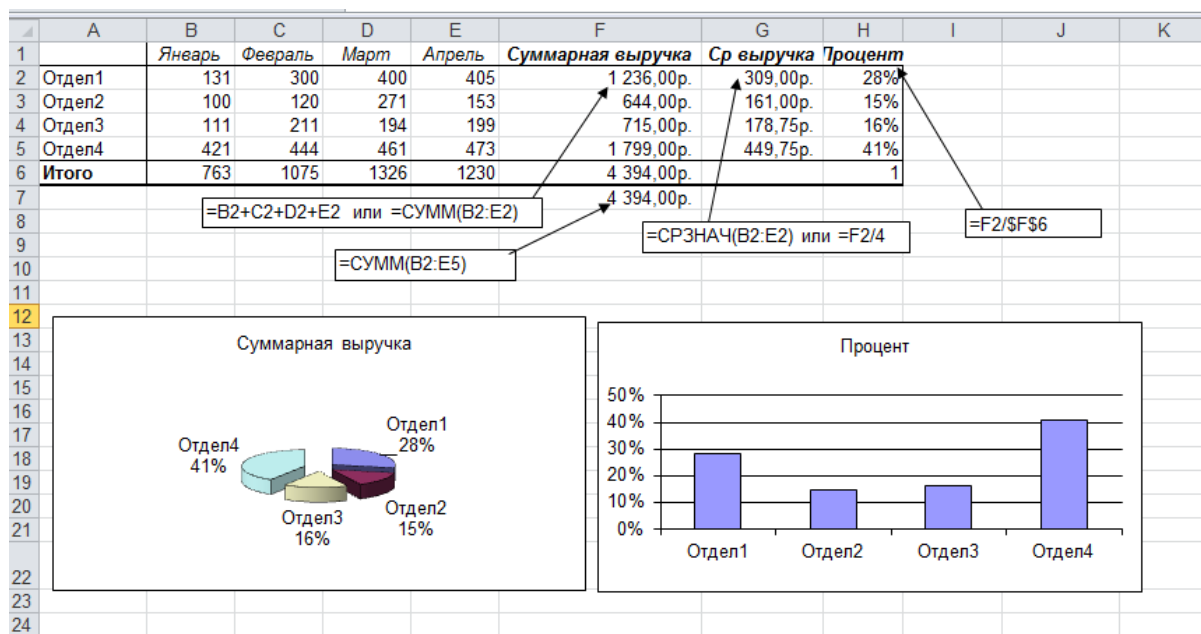 A B C D E F G H I J K
1 Январь Февраль Март Апрель Суммарная выручка Ср выручка Процент
2 Отдел1 131 300 400 405 1 236,00р. 309,00р. 28%
3 Отдел2 100 120 271 153 644,00р. 161,00р. 15%
4 Отдел3 111 211 194 199 715,00р. 178,75р. 16%
5 Отдел4 421 444 461 473 1 799,00р. 449,75р. 41%
6 Итого 763 1075 1326 1230 4 394,00р. 1
7 4 394,00р.
=B2+C2+D2+E2 или =СУММ(B2:E2)
8 =F2/$F$6
9 =СРЗНАЧ(B2:E2) или =F2/4
10 =СУММ(B2:E5)
11
12
13 Суммарная выручка Процент
14
15 50%
16 40%
17 Отдел1 30%
18 Отдел4 28% 20%
19 41% 10%
20 Отдел3 Отдел2 0%
21 16% 15% Отдел1 Отдел2 Отдел3 Отдел4
22
23
24